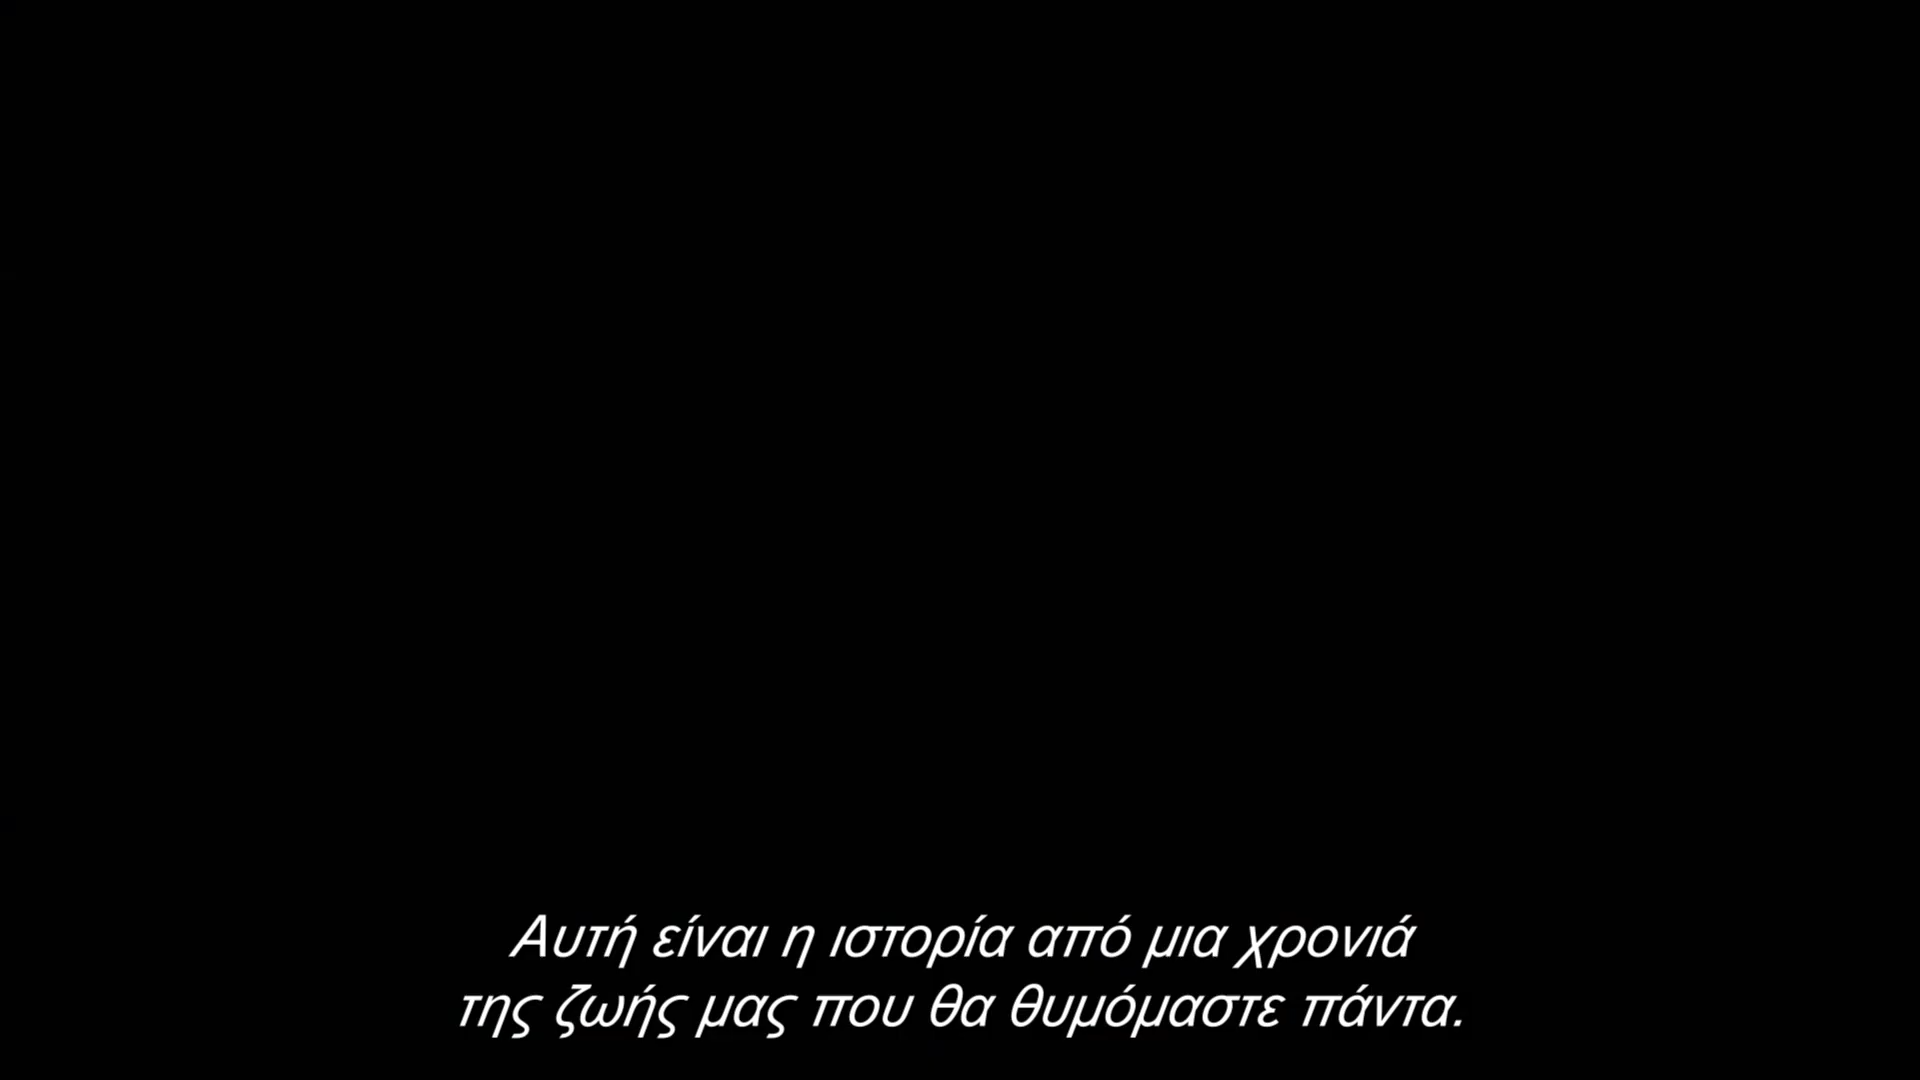 Αυτή είναι η ιστορία από μια χρονιά
της ζωής μας που θα θυμόμαστε πάντα.